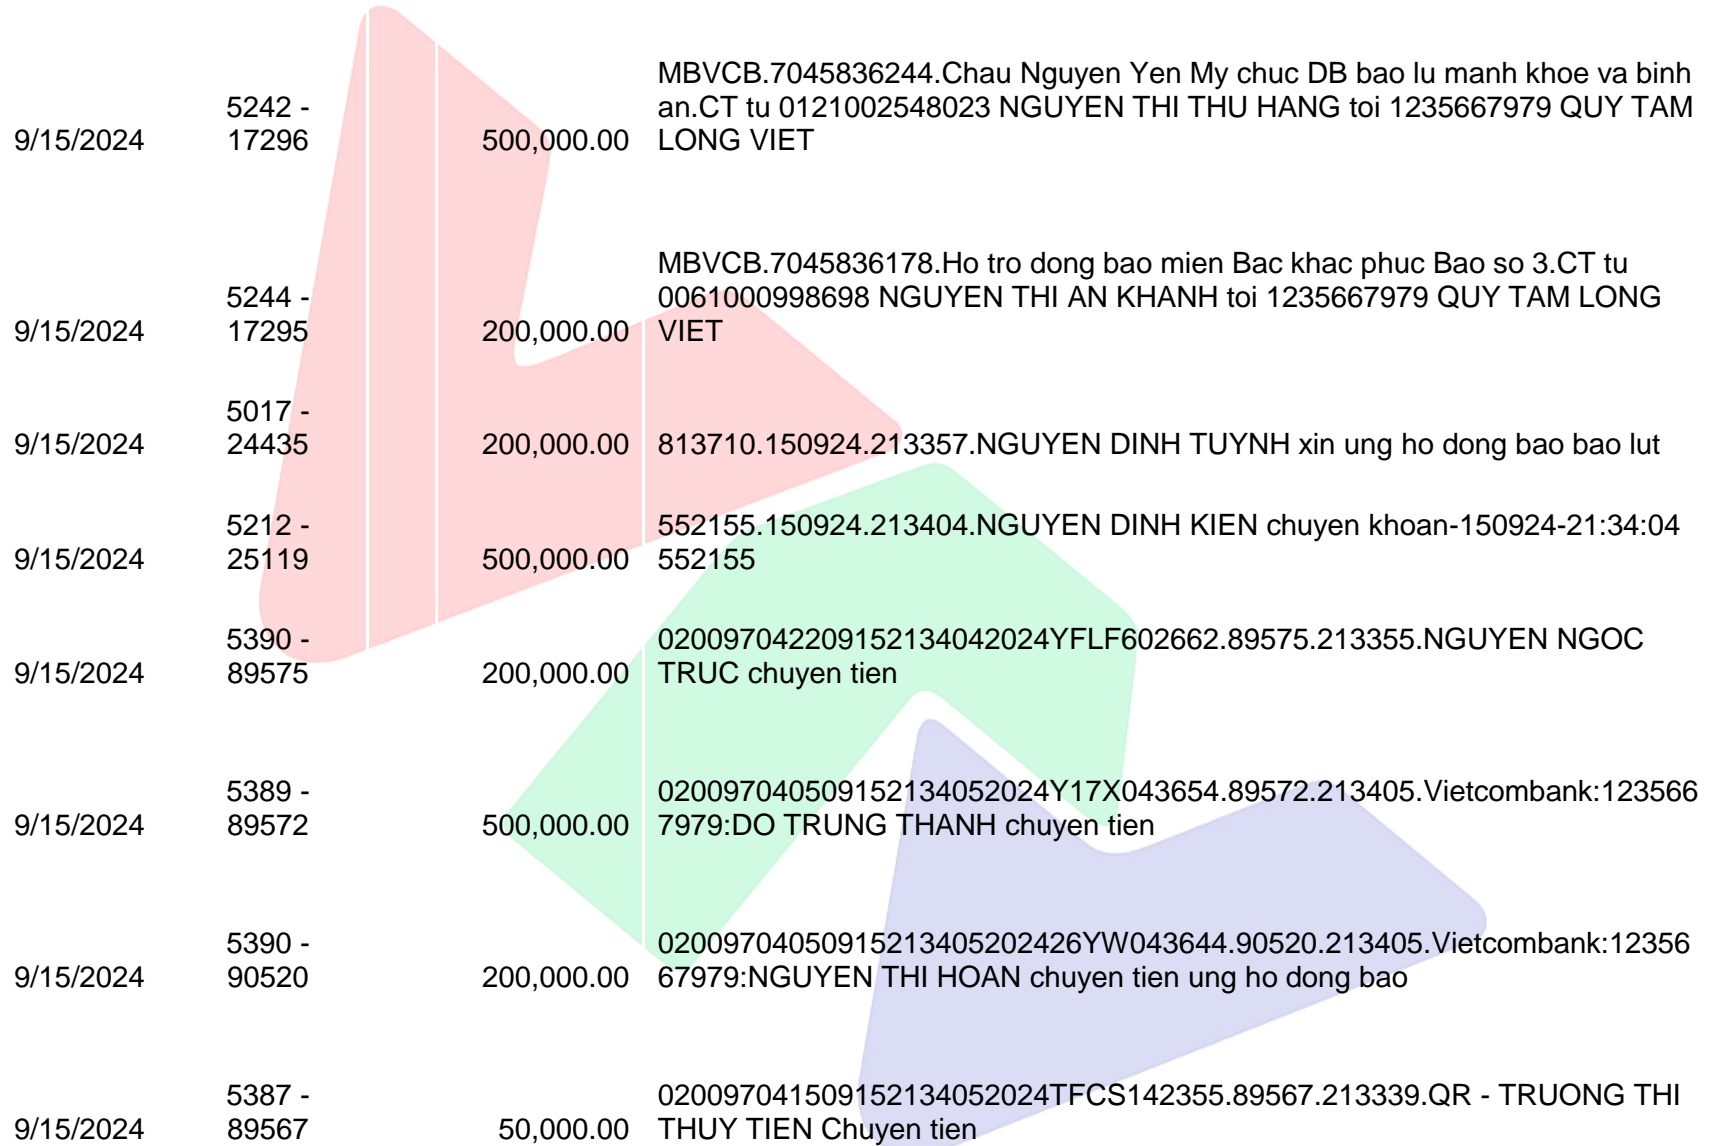 MBVCB.7045836244.Chau Nguyen Yen My chuc DB bao lu manh khoe va binh
5242 - an.CT tu 0121002548023 NGUYEN THI THU HANG toi 1235667979 QUY TAM
9/15/2024 17296 500,000.00 LONG VIET
MBVCB.7045836178.Ho tro dong bao mien Bac khac phuc Bao so 3.CT tu
5244 - 0061000998698 NGUYEN THI AN KHANH toi 1235667979 QUY TAM LONG
9/15/2024 17295 200,000.00 VIET
5017 -
9/15/2024 24435 200,000.00 813710.150924.213357.NGUYEN DINH TUYNH xin ung ho dong bao bao lut
5212 - 552155.150924.213404.NGUYEN DINH KIEN chuyen khoan-150924-21:34:04
9/15/2024 25119 500,000.00 552155
5390 - 0200970422091521340420​24YFLF602662.89575.213355.NGUYEN NGOC
9/15/2024 89575 200,000.00 TRUC chuyen tien
5389 - 020097040509152134052024Y17X043654.89572.213405.Vietcombank:123566
9/15/2024 89572 500,000.00 7979:DO TRUNG THANH chuyen tien
5390 - 02009704050915213405202426YW043644.90520.213405.Vietcombank:12356
9/15/2024 90520 200,000.00 67979:NGUYEN THI HOAN chuyen tien ung ho dong bao
5387 - 020097041509152134052024TFCS142355.89567.213339.QR - TRUONG THI
9/15/2024 89567 50,000.00 THUY TIEN Chuyen tien